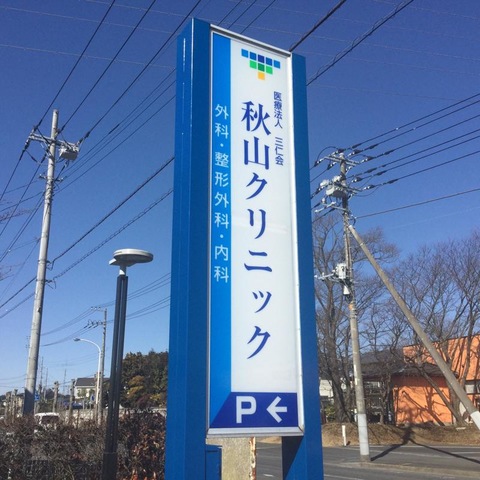 医療法人 三仁会
秋山クリニック
外科・整形外科・内科
P←